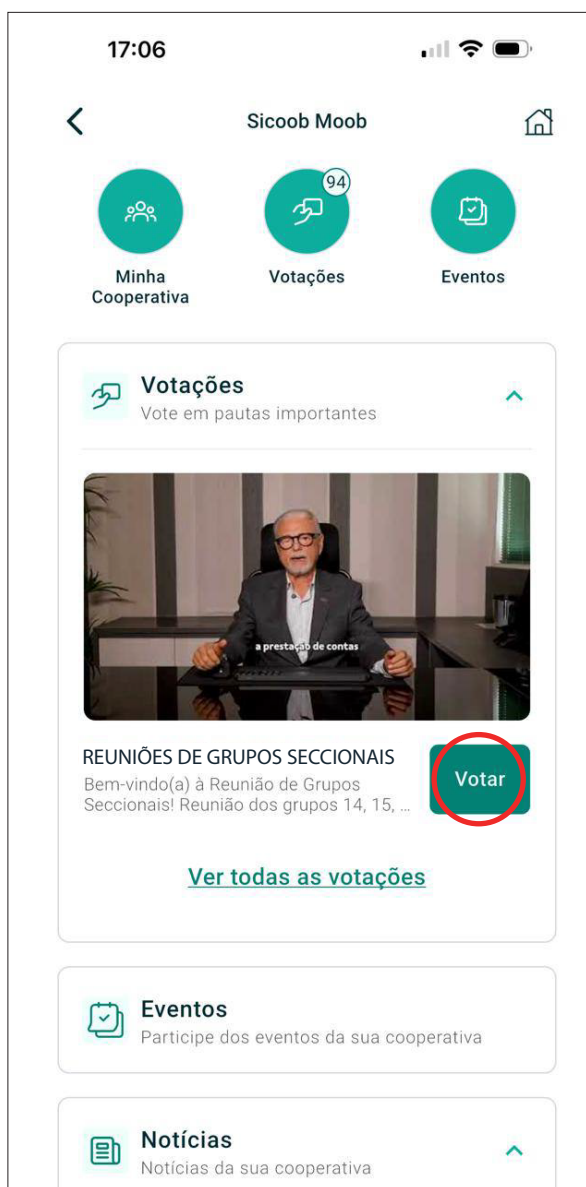 17:06
Sicoob Moob
94
Minha
Cooperativa
Votações
Eventos
Votações
Vote em pautas importantes
a prestação de contas
REUNIÕES DE GRUPOS SECCIONAIS
Bem-vindo(a) à Reunião de Grupos
Seccionais! Reunião dos grupos 14, 15, ...
Votar
Ver todas as votações
Eventos
Participe dos eventos da sua cooperativa
Notícias
Notícias da sua cooperativa